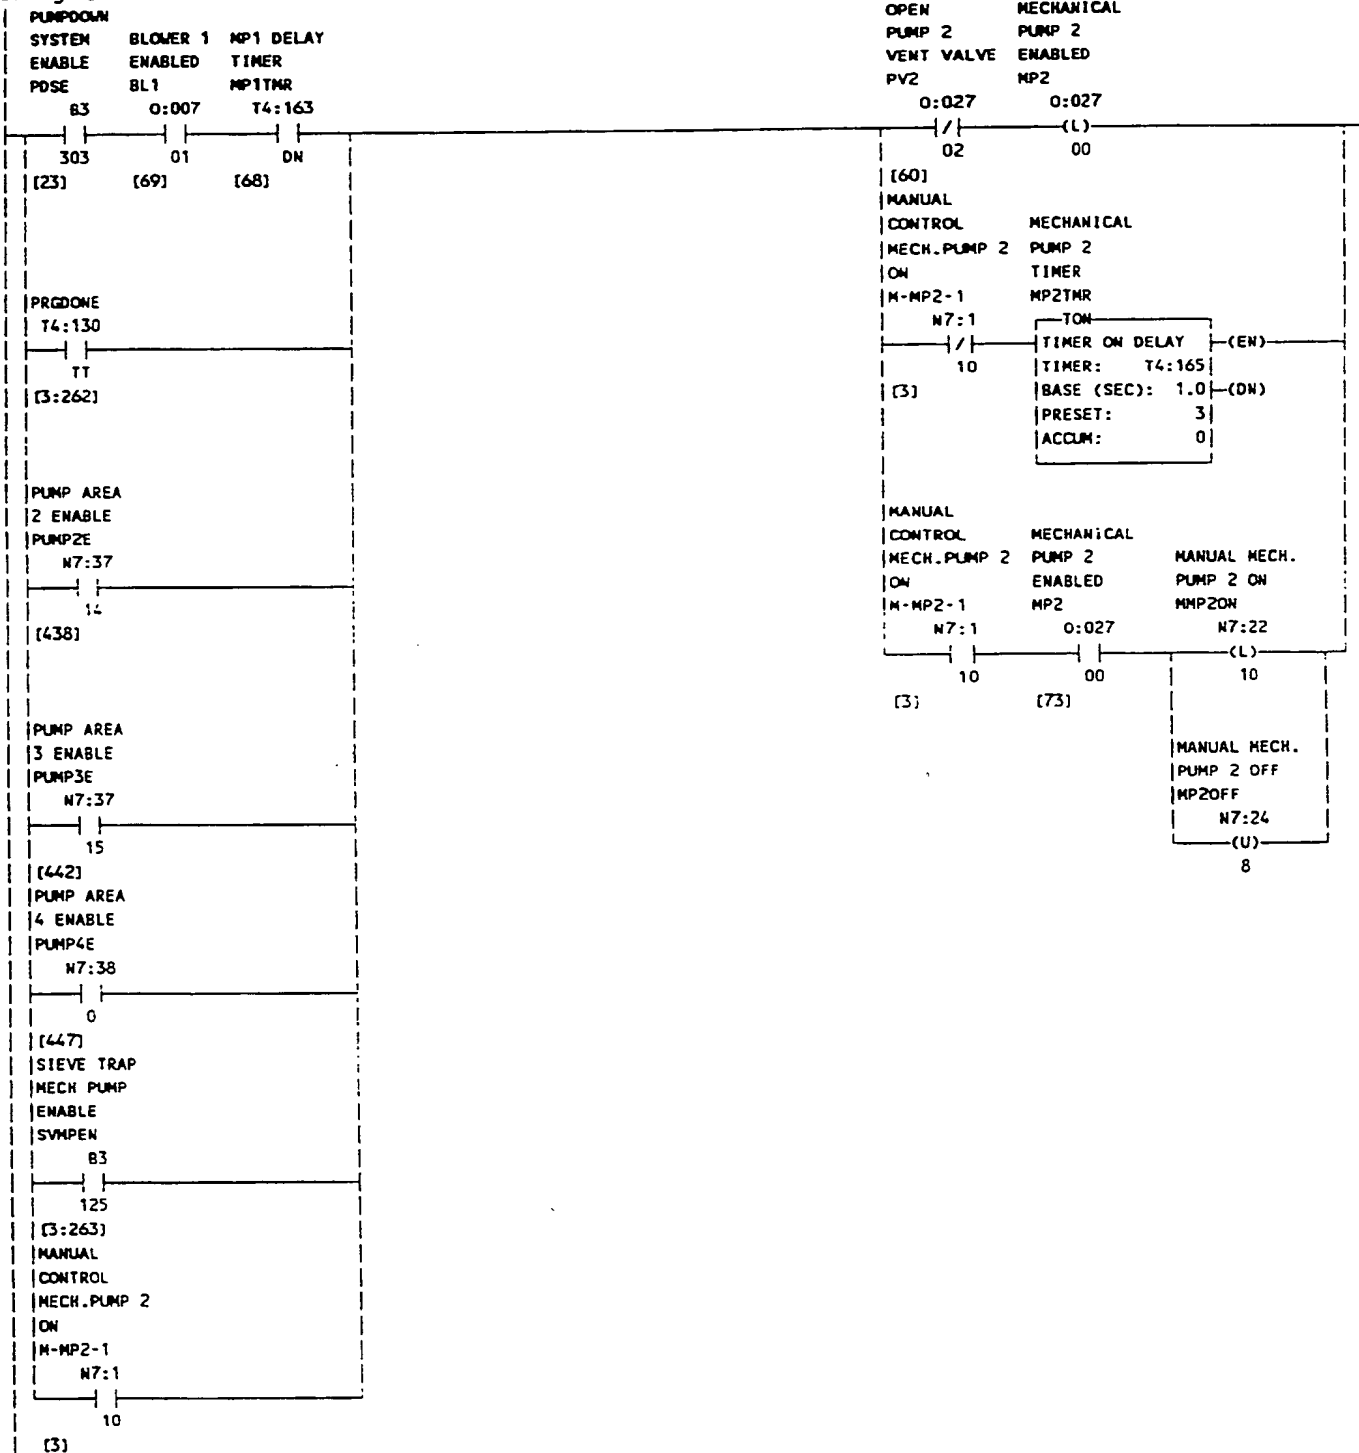 PUMPDOWN
SYSTEM BLOWER 1 MP1 DELAY
ENABLE ENABLED TIMER
PDSE BL1 MP1TMR
B3 O:007 T4:163
303 01 DN
[23] [69] [68]
PRGDONE
T4:130
TT
[3:262]
PUMP AREA
2 ENABLE
PUMP2E
N7:37
14
[438]
PUMP AREA
3 ENABLE
PUMP3E
N7:37
15
[442]
PUMP AREA
4 ENABLE
PUMP4E
N7:38
0
[447]
SIEVE TRAP
MECH PUMP
ENABLE
SVMPEN
B3
125
[3:263]
MANUAL
CONTROL
MECH.PUMP 2
ON
M-MP2-1
N7:1
10
[3]
OPEN MECHANICAL
PUMP 2 PUMP 2
VENT VALVE ENABLED
PV2 MP2
O:027 O:027
(L)
02 00
[60]
MANUAL
CONTROL MECHANICAL
MECH.PUMP 2 PUMP 2
ON TIMER
M-MP2-1 MP2TMR
N7:1 TON
TIMER ON DELAY (EN)
10 TIMER: T4:165
[3] BASE (SEC): 1.0 (DN)
PRESET: 3
ACCUM: 0
MANUAL
CONTROL MECHANICAL
MECH.PUMP 2 PUMP 2 MANUAL MECH.
ON ENABLED PUMP 2 ON
M-MP2-1 MP2 MMP2ON
N7:1 O:027 N7:22
(L)
10 00 10
[3] [73]
MANUAL MECH.
PUMP 2 OFF
MP2OFF
N7:24
(U)
8